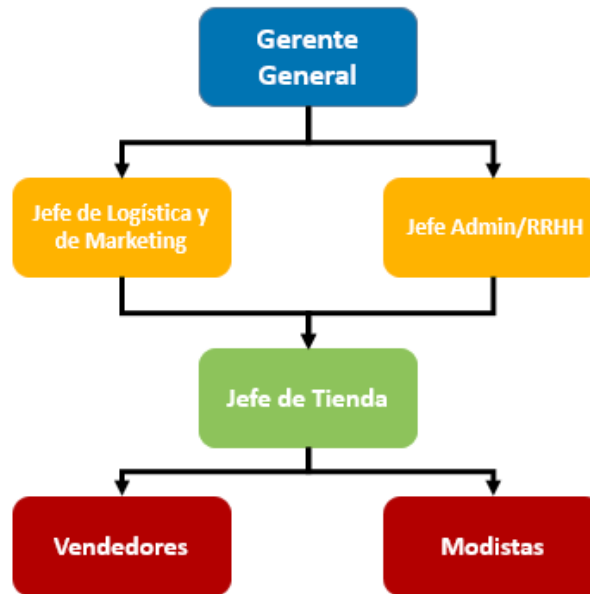 Gerente
General
Jefe de Logística y
de Marketing
Jefe Admin/RRHH
Jefe de Tienda
Vendedores
Modistas